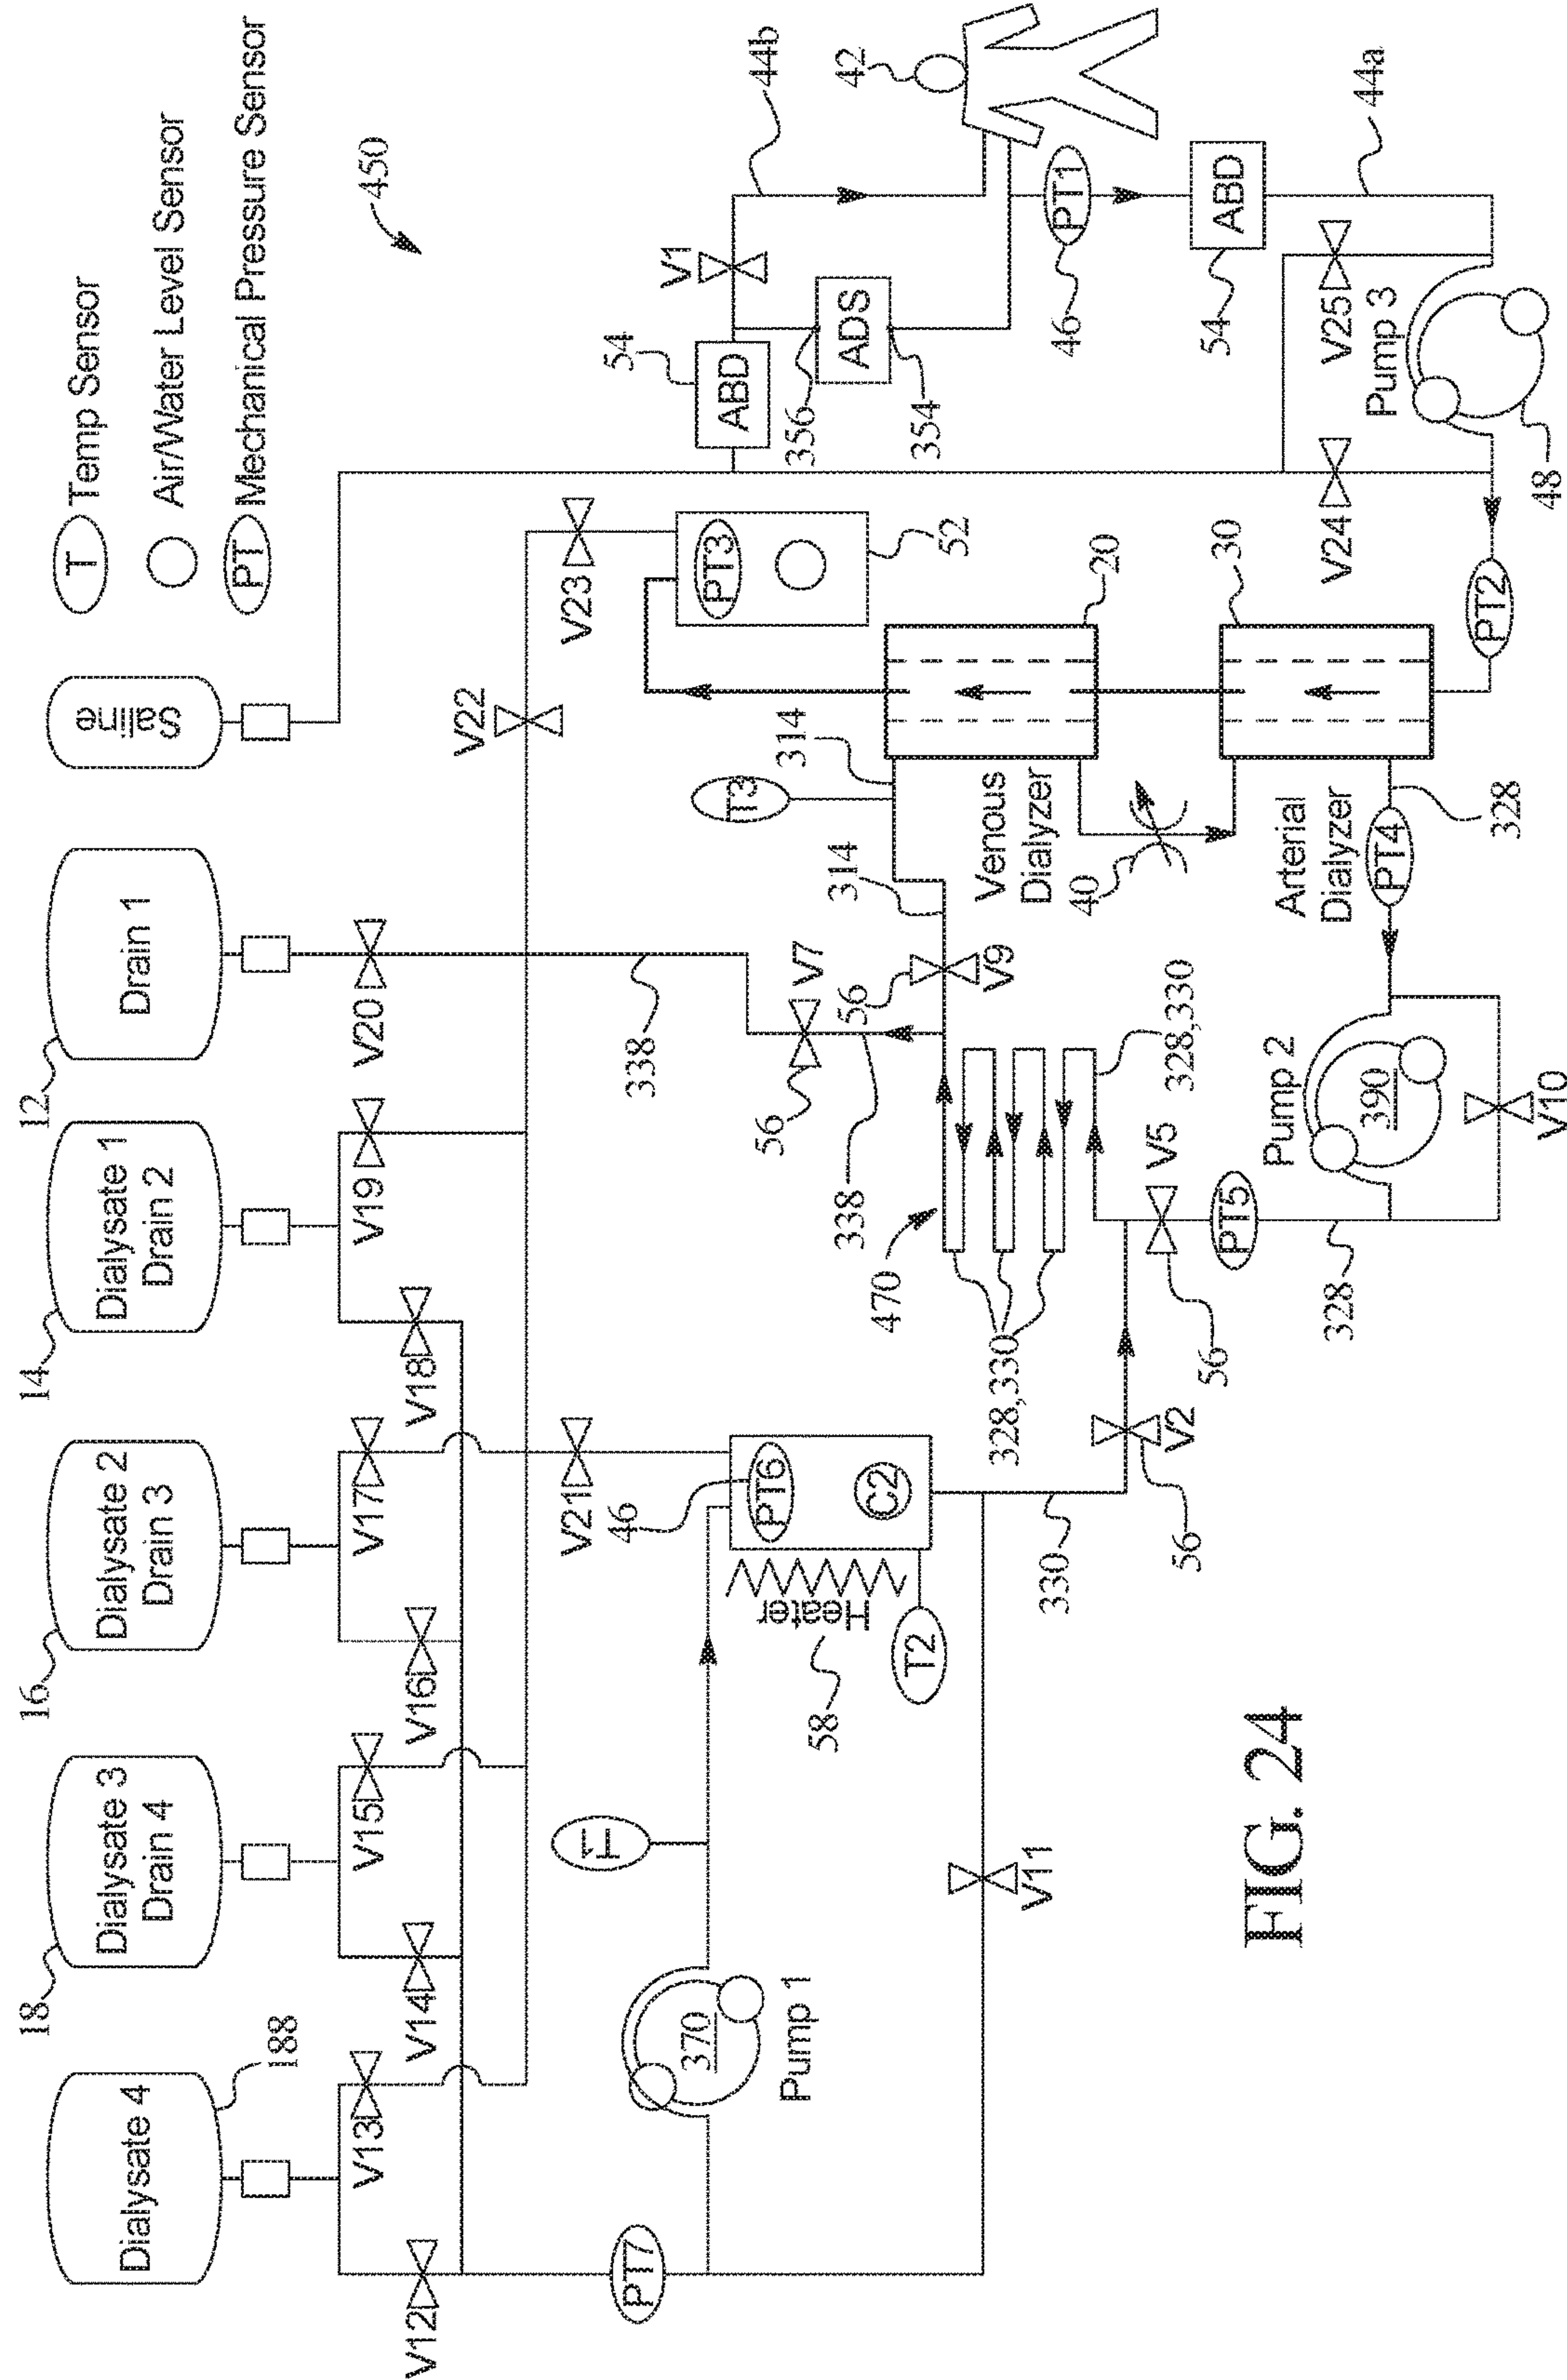 T Temp Sensor
Air/Water Level Sensor
PT Mechanical Pressure Sensor
450
Dialysate 4
188
Dialysate 3
Drain 4
18
Dialysate 2
Drain 3
16
Dialysate 1
Drain 2
14
Drain 1
12
Saline
V12
V13
V14
V15
V16
V17
V18
V19
V20
V21
V22
V23
PT7
T1
370
Pump 1
V11
Heater
58
T2
PT6
46
C2
330
V2
56
328,330
470
338
338
V7
56
56
V9
314
314
T3
328,330
V5
56
PT5
328
Pump 2
390
V10
PT4
328
Venous
Dialyzer
20
40
Arterial
Dialyzer
30
PT3
52
PT2
V24
V25
Pump 3
48
ABD
54
ADS
356
354
V1
44b
42
PT1
46
ABD
54
44a
FIG. 24